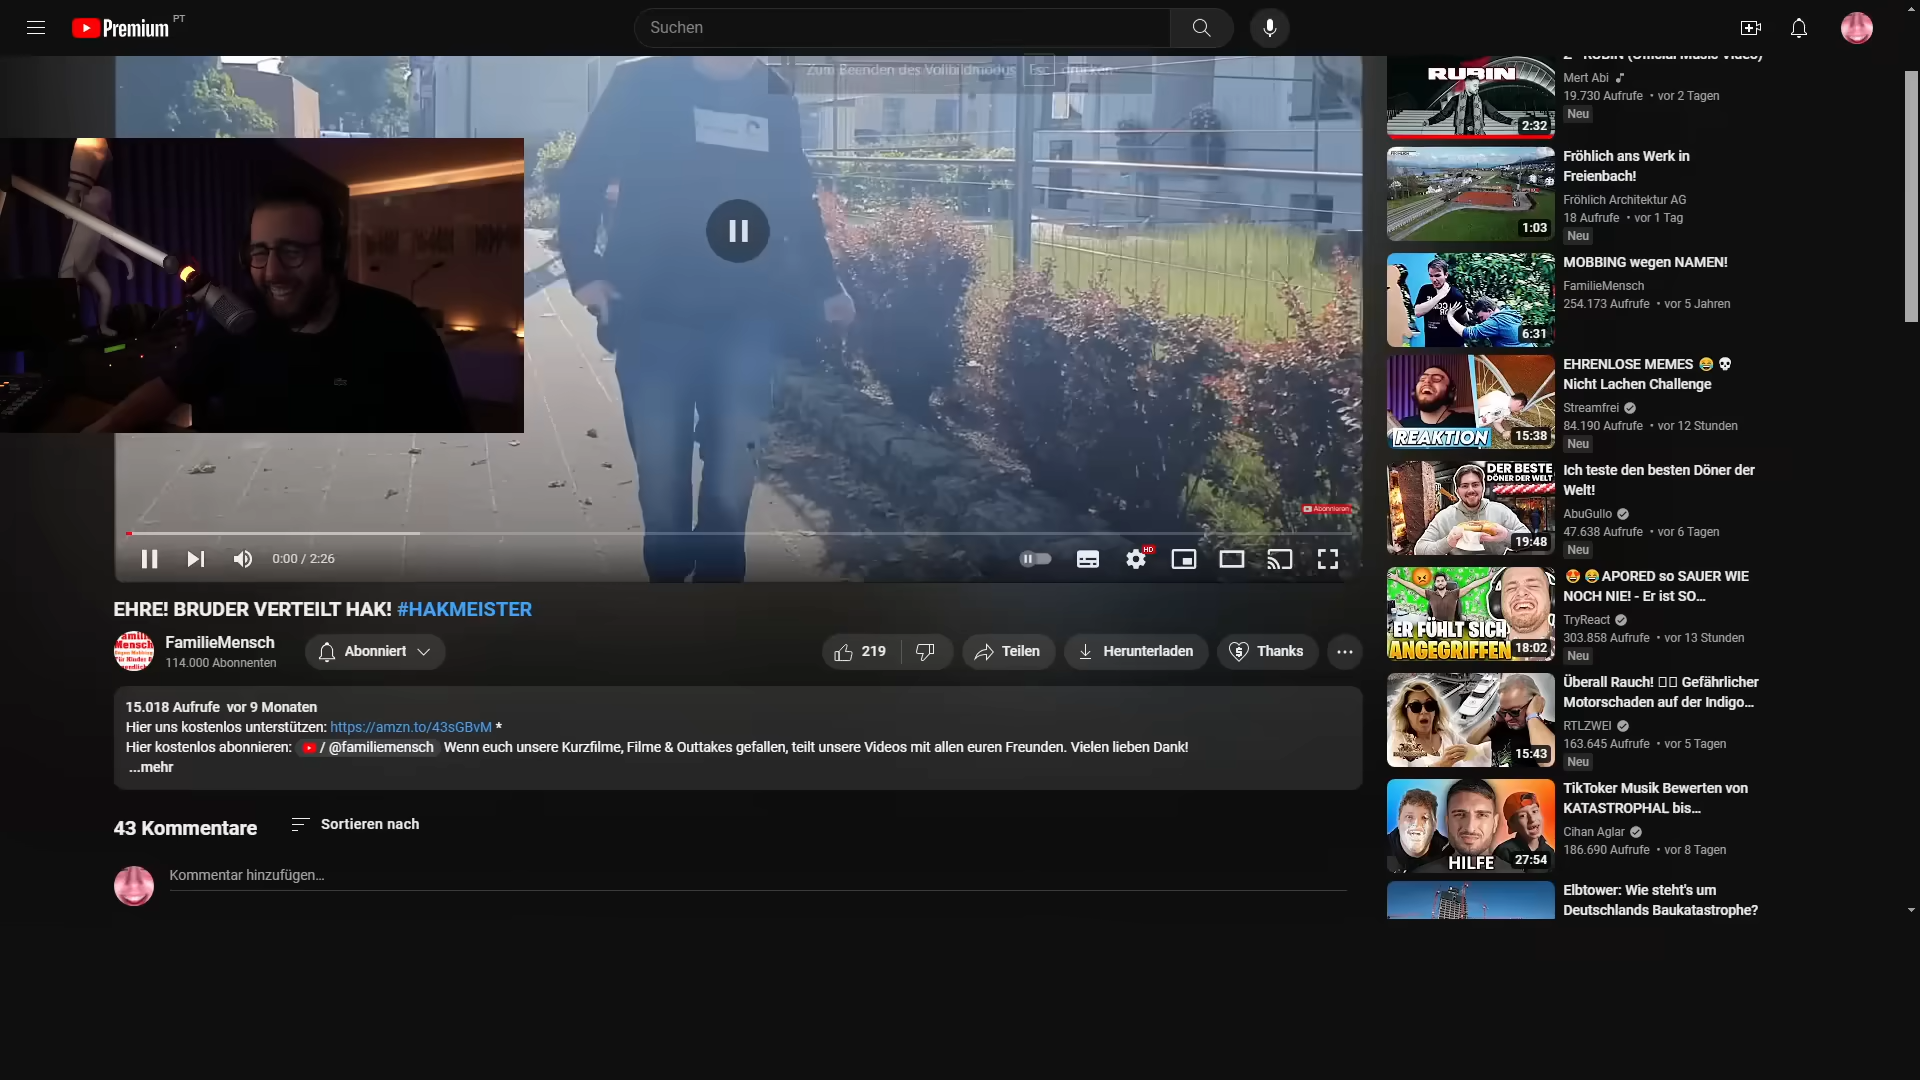 Premium PT
Suchen
Zum Beenden des Vollbildmodus Esc drücken
Abonnieren
0:00 / 2:26
HD
EHRE! BRUDER VERTEILT HAK! #HAKMEISTER
FamilieMensch
114.000 Abonnenten
Abonniert
219
Teilen
Herunterladen
Thanks
15.018 Aufrufe vor 9 Monaten
Hier uns kostenlos unterstützen: https://amzn.to/43sGBvM *
Hier kostenlos abonnieren: / @familiemensch Wenn euch unsere Kurzfilme, Filme & Outtakes gefallen, teilt unsere Videos mit allen euren Freunden. Vielen lieben Dank!
...mehr
43 Kommentare
Sortieren nach
Kommentar hinzufügen...
RUBIN
2:32
Mert Abi
19.730 Aufrufe • vor 2 Tagen
Neu
1:03
Fröhlich ans Werk in
Freienbach!
Fröhlich Architektur AG
18 Aufrufe • vor 1 Tag
Neu
6:31
MOBBING wegen NAMEN!
FamilieMensch
254.173 Aufrufe • vor 5 Jahren
REAKTION
15:38
EHRENLOSE MEMES 😂 💀
Nicht Lachen Challenge
Streamfrei
84.190 Aufrufe • vor 12 Stunden
Neu
DER BESTE
DÖNER DER WELT
19:48
Ich teste den besten Döner der
Welt!
AbuGullo
47.638 Aufrufe • vor 6 Tagen
Neu
ER FÜHLT SICH
ANGEGRIFFEN
18:02
😍 😂 APORED so SAUER WIE
NOCH NIE! - Er ist SO...
TryReact
303.858 Aufrufe • vor 13 Stunden
Neu
15:43
Überall Rauch! Gefährlicher
Motorschaden auf der Indigo...
RTLZWEI
163.645 Aufrufe • vor 5 Tagen
Neu
HILFE
27:54
TikToker Musik Bewerten von
KATASTROPHAL bis...
Cihan Aglar
186.690 Aufrufe • vor 8 Tagen
Elbtower: Wie steht's um
Deutschlands Baukatastrophe?